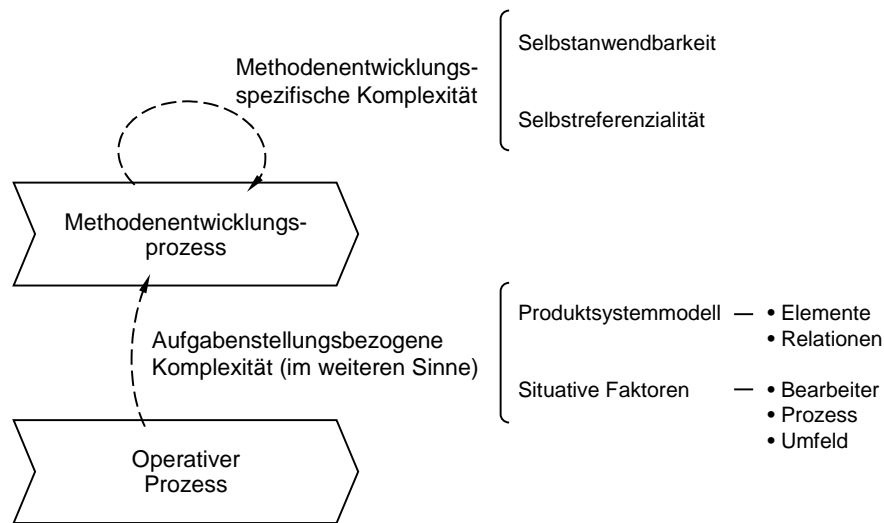 Methodenentwicklungs-
spezifische Komplexität
Selbstanwendbarkeit
Selbstreferenzialität
Methodenentwicklungs-
prozess
Aufgabenstellungsbezogene
Komplexität (im weiteren Sinne)
Produktsystemmodell — • Elemente
• Relationen
Situative Faktoren — • Bearbeiter
• Prozess
• Umfeld
Operativer
Prozess